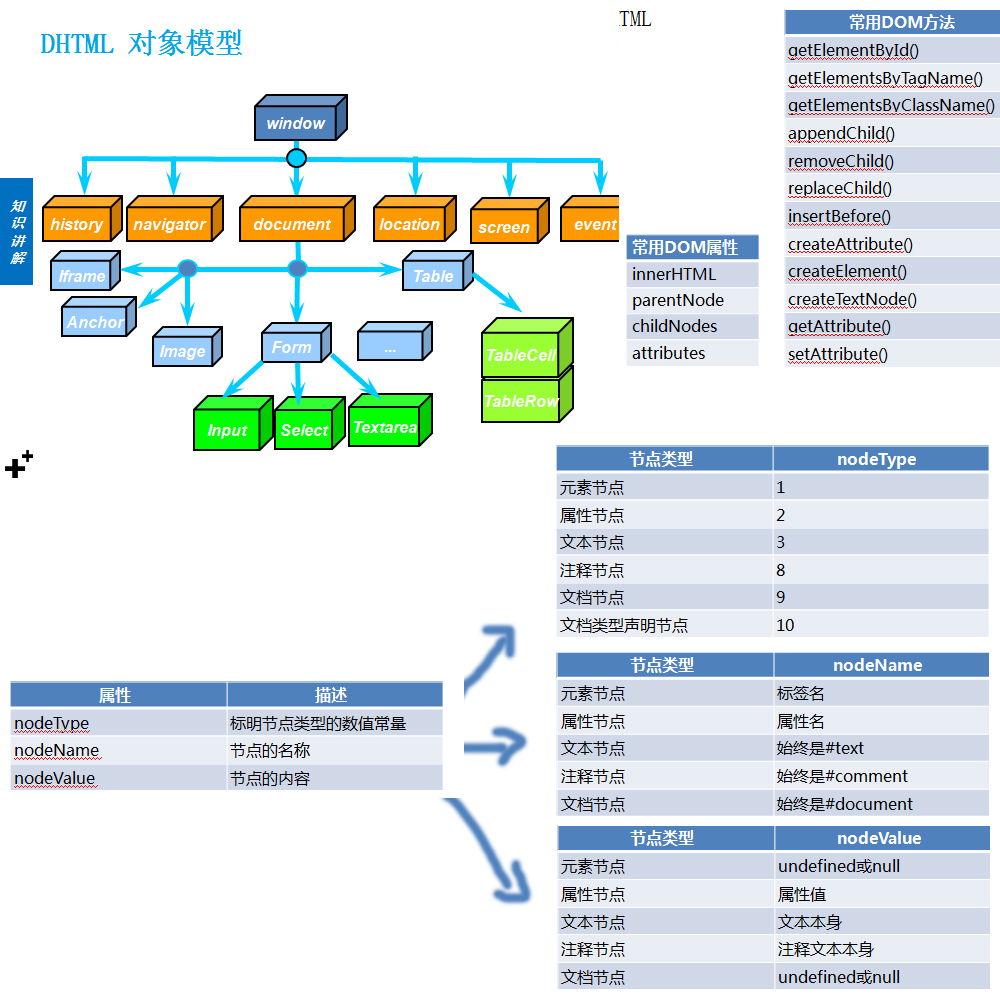 DHTML 对象模型
TML
window
history navigator document location screen event
知识讲解
Iframe Table
Anchor
Image Form ...
TableCell
TableRow
Input Select Textarea
常用DOM属性
innerHTML
parentNode
childNodes
attributes
常用DOM方法
getElementById()
getElementsByTagName()
getElementsByClassName()
appendChild()
removeChild()
replaceChild()
insertBefore()
createAttribute()
createElement()
createTextNode()
getAttribute()
setAttribute()
属性 描述
nodeType 标明节点类型的数值常量
nodeName 节点的名称
nodeValue 节点的内容
节点类型 nodeType
元素节点 1
属性节点 2
文本节点 3
注释节点 8
文档节点 9
文档类型声明节点 10
节点类型 nodeName
元素节点 标签名
属性节点 属性名
文本节点 始终是#text
注释节点 始终是#comment
文档节点 始终是#document
节点类型 nodeValue
元素节点 undefined或null
属性节点 属性值
文本节点 文本本身
注释节点 注释文本本身
文档节点 undefined或null